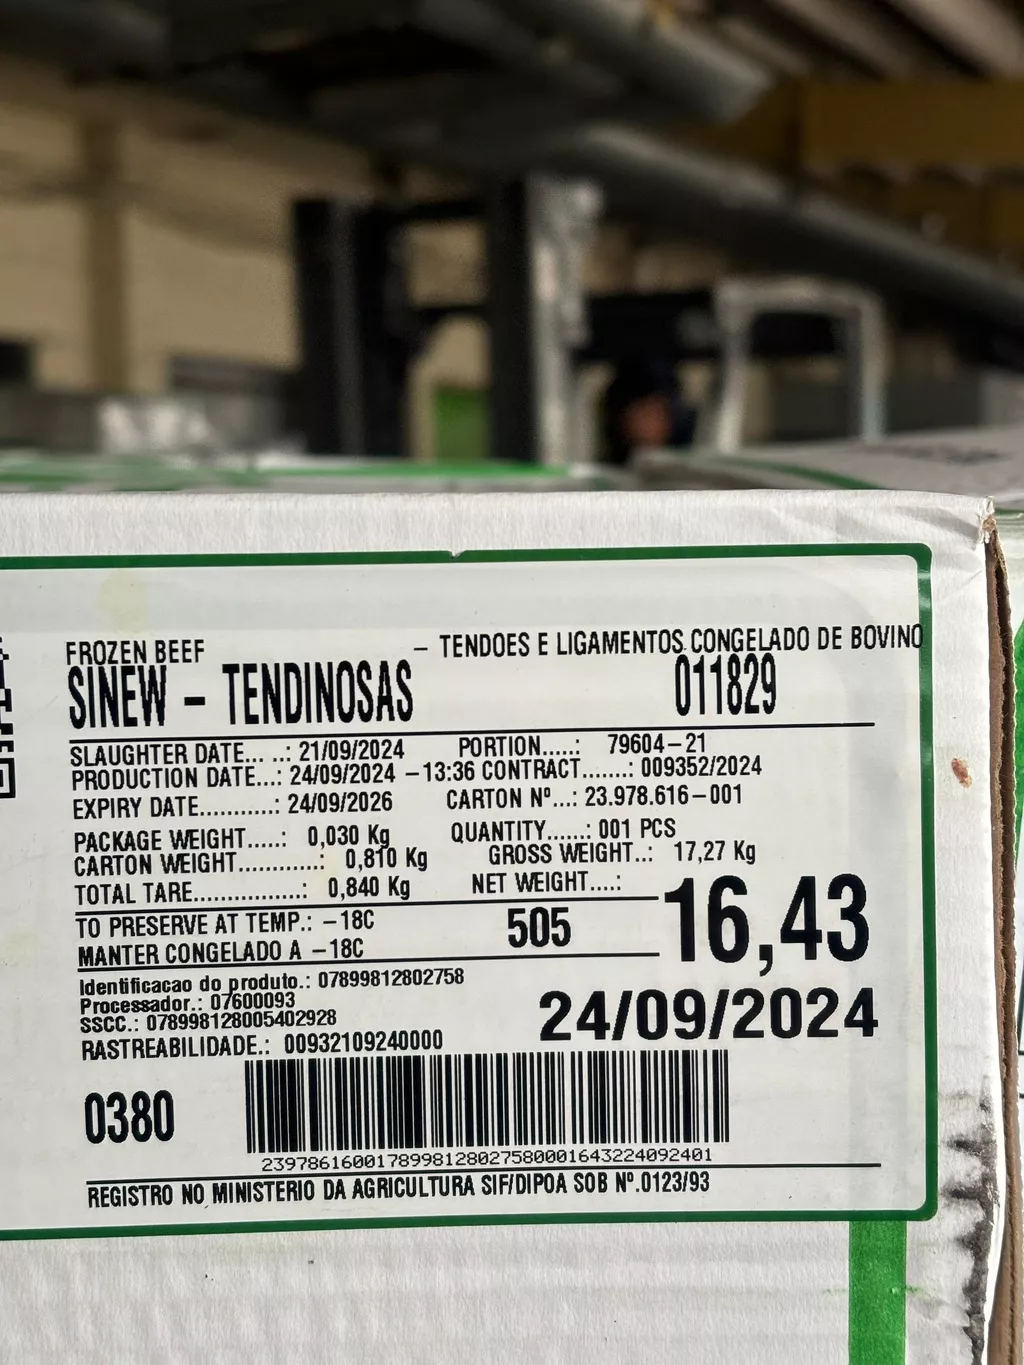 FROZEN BEEF – TENDOES E LIGAMENTOS CONGELADO DE BOVINO
SINEW – TENDINOSAS 011829
SLAUGHTER DATE... ..: 21/09/2024 PORTION.....: 79604-21
PRODUCTION DATE...: 24/09/2024 -13:36 CONTRACT.......: 009352/2024
EXPIRY DATE...........: 24/09/2026 CARTON Nº...: 23.978.616-001
PACKAGE WEIGHT.....: 0,030 Kg QUANTITY......: 001 PCS
CARTON WEIGHT............: 0,810 Kg GROSS WEIGHT..: 17,27 Kg
TOTAL TARE.................: 0,840 Kg NET WEIGHT....:
16,43
TO PRESERVE AT TEMP.: -18C 505
MANTER CONGELADO A -18C
Identificacao do produto.: 07899812802758
Processador.: 07600093
SSCC.: 078998128005402928
24/09/2024
RASTREABILIDADE.: 00932109240000
0380
2397861600178998128027580001643224092401
REGISTRO NO MINISTERIO DA AGRICULTURA SIF/DIPOA SOB Nº.0123/93